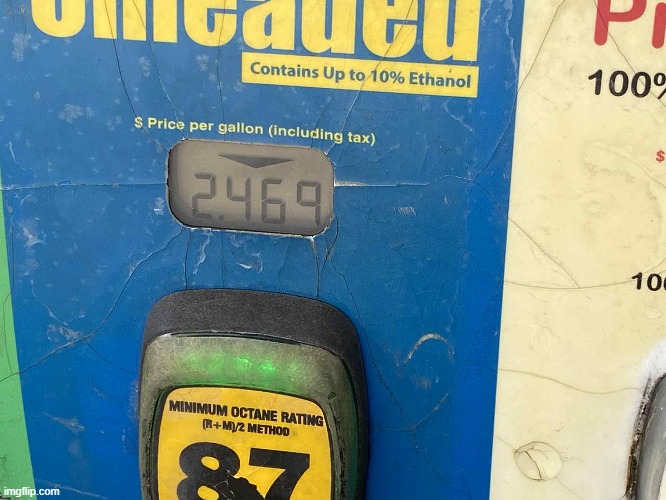 Unleaded
Contains Up to 10% Ethanol
$ Price per gallon (including tax)
2.469
MINIMUM OCTANE RATING
(R+M)/2 METHOD
87
100%
$
imgflip.com